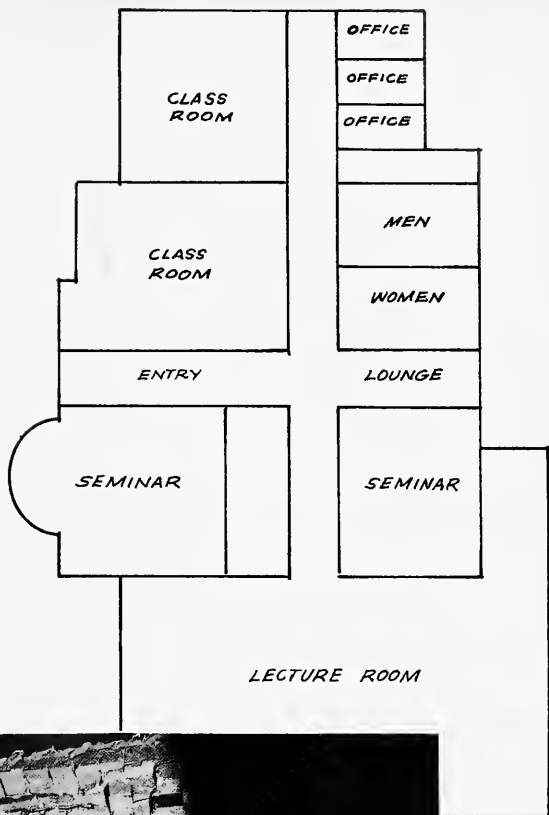 OFFICE
OFFICE
OFFICE
CLASS
ROOM
MEN
CLASS
ROOM
WOMEN
ENTRY
LOUNGE
SEMINAR
SEMINAR
LECTURE ROOM